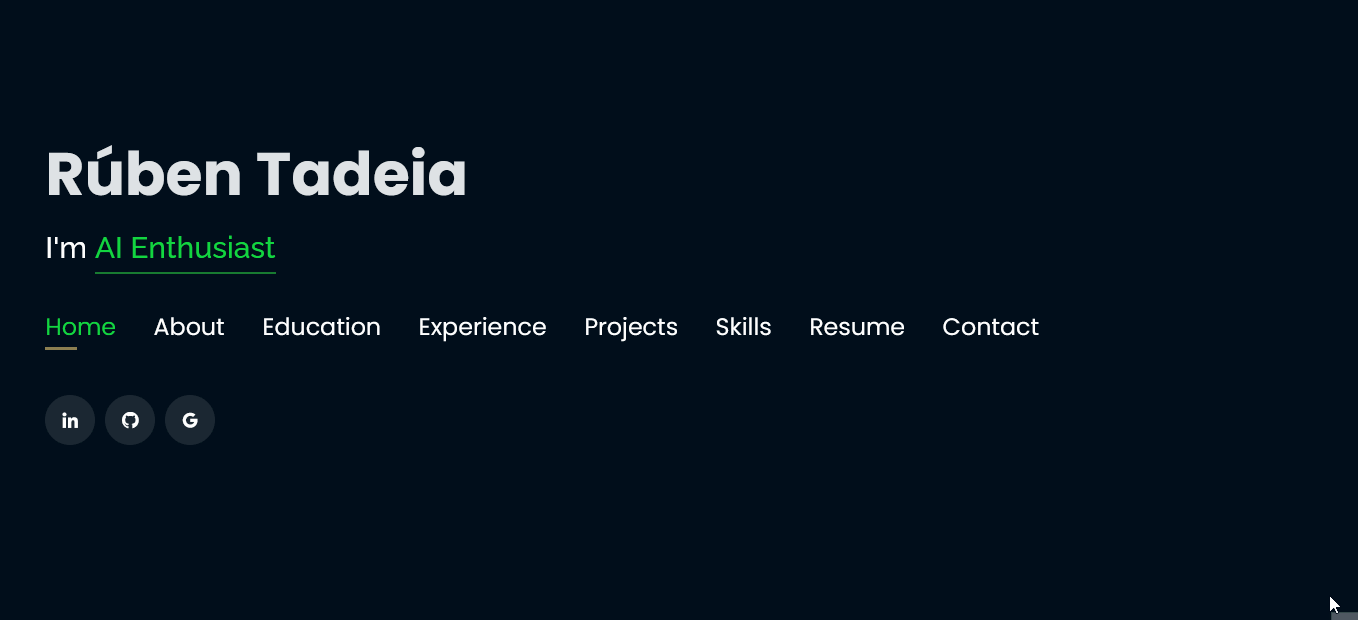 Rúben Tadeia
I'm AI Enthusiast
Home About Education Experience Projects Skills Resume Contact
in G